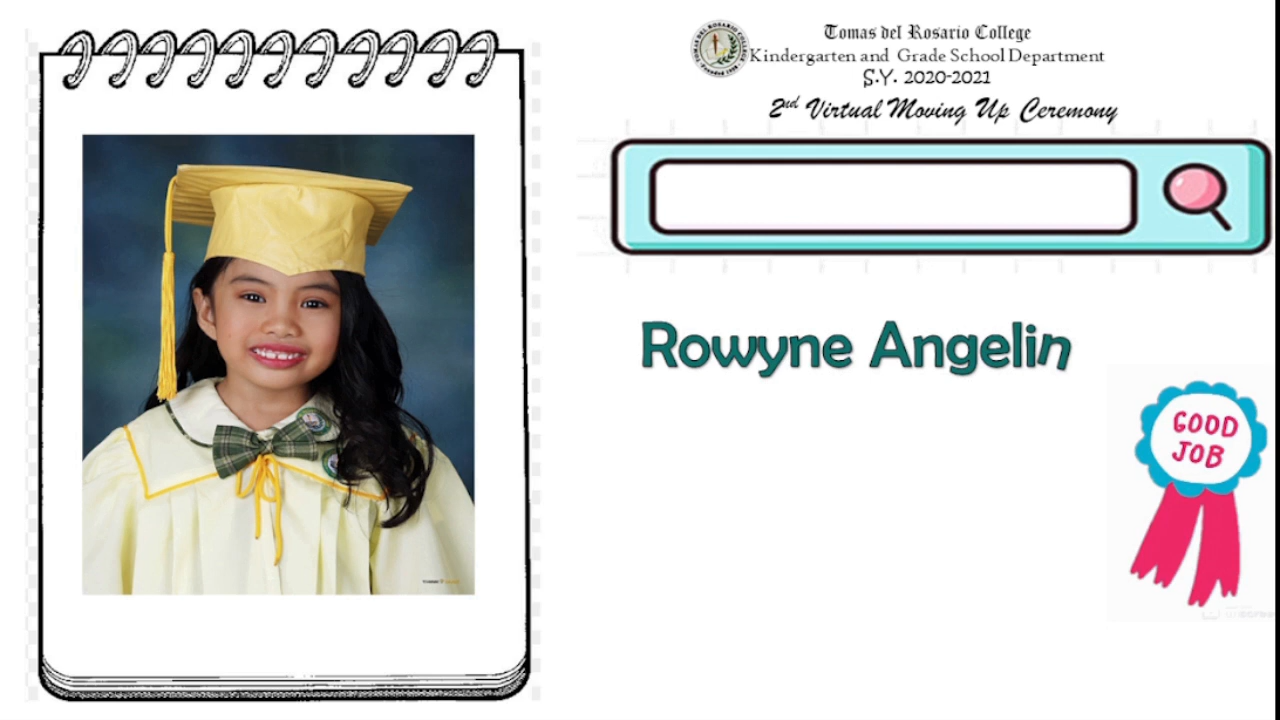 Tomas del Rosario College
Kindergarten and Grade School Department
S.Y. 2020-2021
2nd Virtual Moving Up Ceremony
Rowyne Angelin
GOOD
JOB